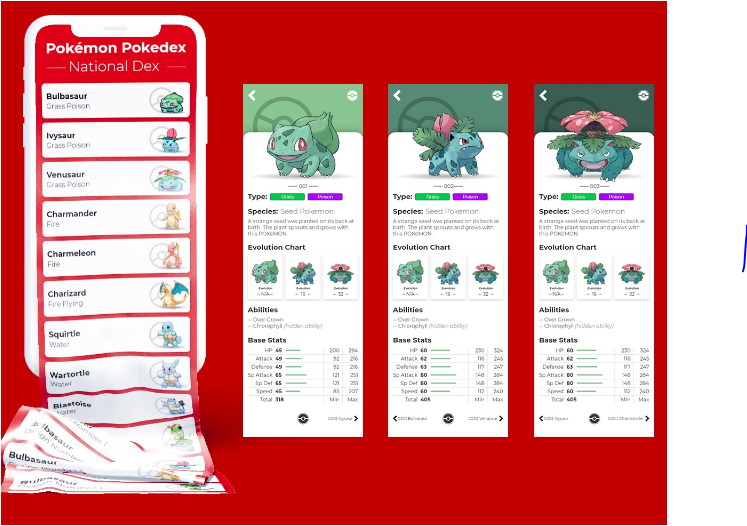 Pokémon Pokedex
National Dex
Bulbasaur
Grass Poison
Ivysaur
Grass Poison
Venusaur
Grass Poison
Charmander
Fire
Charmeleon
Fire
Charizard
Fire Flying
Squirtle
Water
Wartortle
Water
Blastoise
Water
Bulbasaur
Bulbasaur
Bulbasaur
001
Type: Grass Poison
Species: Seed Pokemon
A strange seed was planted on its back at
birth. The plant sprouts and grows with
this POKéMON.
Evolution Chart
Evolution Evolution Evolution
N/A 16 32
Abilities
-- Over Grown
-- Chlorophyll (hidden ability)
Base Stats
HP 45 200 294
Attack 49 92 216
Defense 49 92 216
Sp Attack 65 121 251
Sp Def 65 121 251
Speed 45 85 207
Total 318 Min Max
0002 Ivysaur
002
Type: Grass Poison
Species: Seed Pokemon
A strange seed was planted on its back at
birth. The plant sprouts and grows with
this POKéMON.
Evolution Chart
Evolution Evolution Evolution
N/A 16 32
Abilities
-- Over Grown
-- Chlorophyll (hidden ability)
Base Stats
HP 60 230 324
Attack 62 116 245
Defense 63 117 247
Sp Attack 80 148 284
Sp Def 80 148 284
Speed 60 112 240
Total 405 Min Max
0001 Bulbasaur 0003 Venusaur
003
Type: Grass Poison
Species: Seed Pokemon
A strange seed was planted on its back at
birth. The plant sprouts and grows with
this POKéMON.
Evolution Chart
Evolution Evolution Evolution
N/A 16 32
Abilities
-- Over Grown
-- Chlorophyll (hidden ability)
Base Stats
HP 60 230 324
Attack 62 116 245
Defense 63 117 247
Sp Attack 80 148 284
Sp Def 80 148 284
Speed 60 112 240
Total 405 Min Max
0002 Ivysaur 0004 Charmander